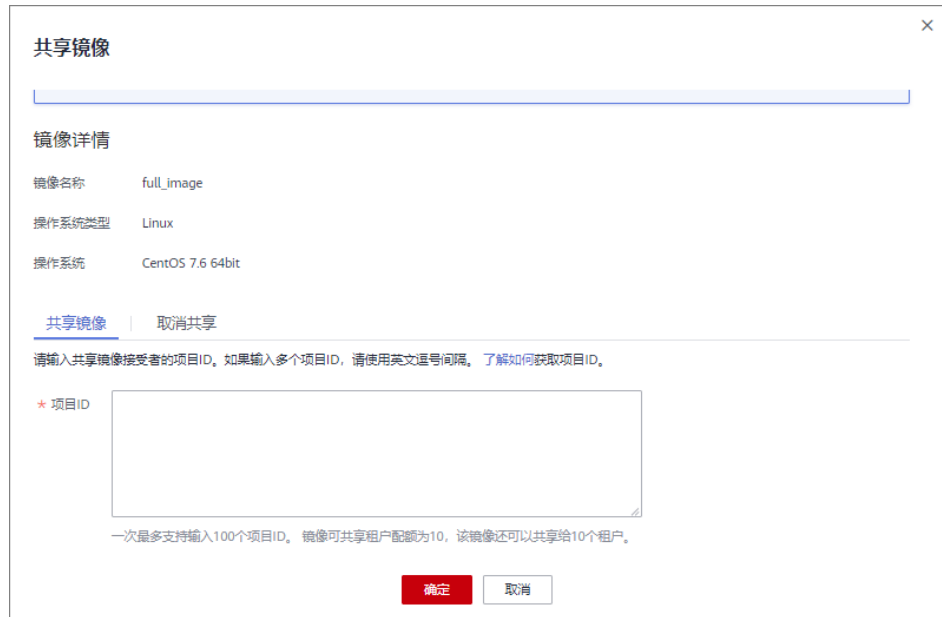 共享镜像
镜像详情
镜像名称 full_image
操作系统类型 Linux
操作系统 CentOS 7.6 64bit
共享镜像 取消共享
请输入共享镜像接受者的项目ID。如果输入多个项目ID，请使用英文逗号间隔。 了解如何获取项目ID。
* 项目ID
一次最多支持输入100个项目ID。 镜像可共享租户配额为10，该镜像还可以共享给10个租户。
确定 取消